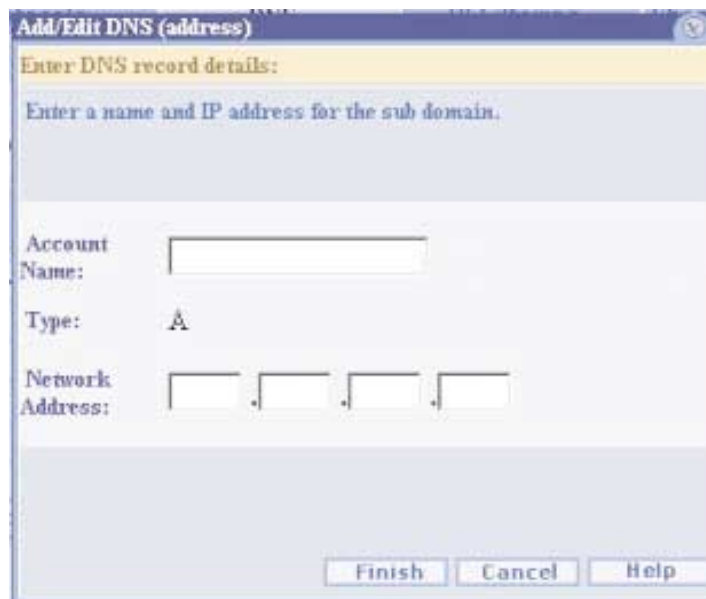 Add/Edit DNS (address)
Enter DNS record details:
Enter a name and IP address for the sub domain.
Account
Name:
Type: A
Network
Address: . . .
Finish Cancel Help